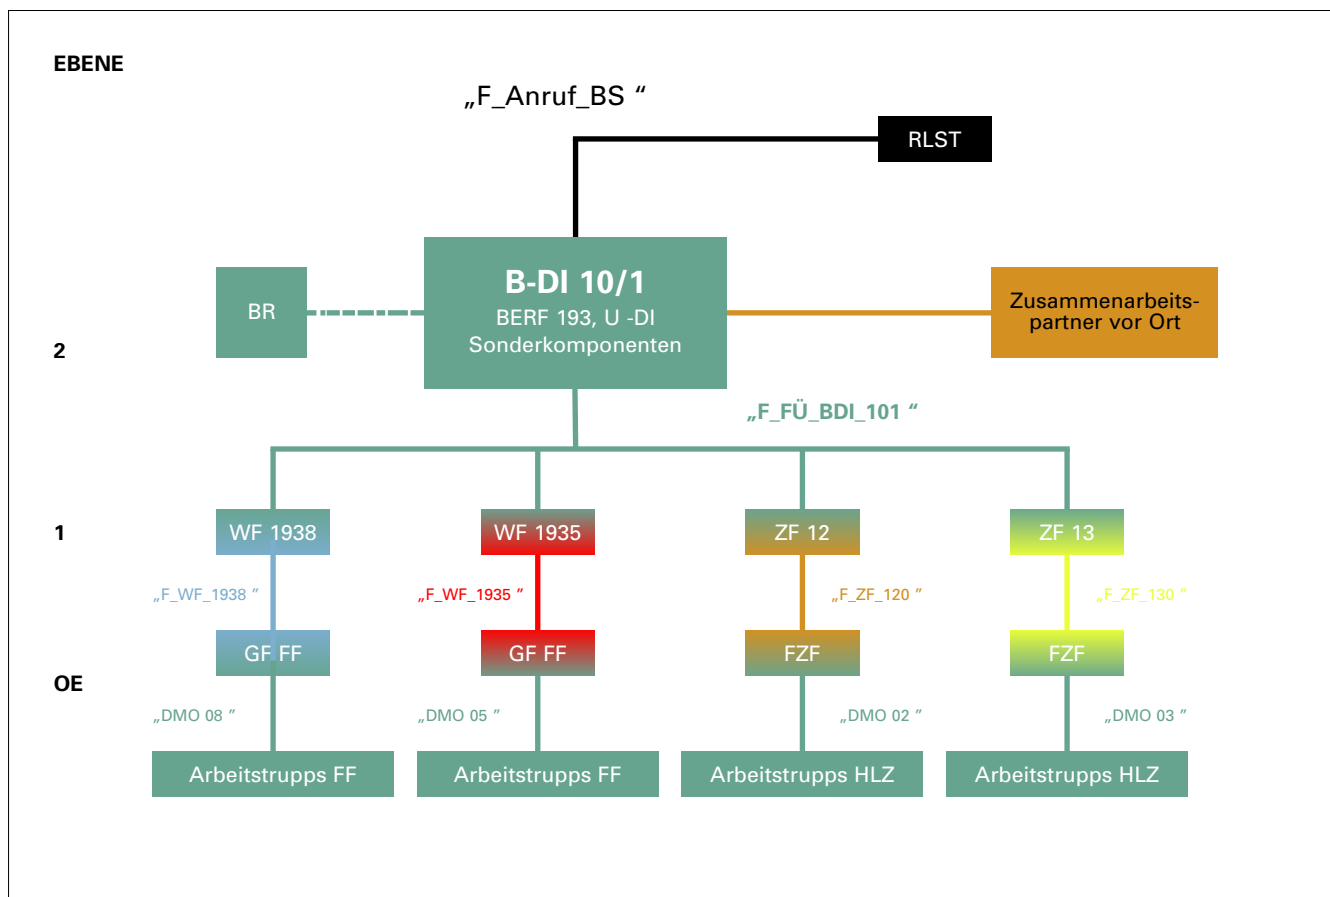 EBENE
„F_Anruf_BS “
RLST
B-DI 10/1
BERF 193, U -DI
Sonderkomponenten
BR
Zusammenarbeits-
partner vor Ort
2
„F_FÜ_BDI_101 “
1
WF 1938
WF 1935
ZF 12
ZF 13
„F_WF_1938 ”
„F_WF_1935 ”
„F_ZF_120 ”
„F_ZF_130 ”
GF FF
GF FF
FZF
FZF
OE
„DMO 08 ”
„DMO 05 ”
„DMO 02 ”
„DMO 03 ”
Arbeitstrupps FF
Arbeitstrupps FF
Arbeitstrupps HLZ
Arbeitstrupps HLZ